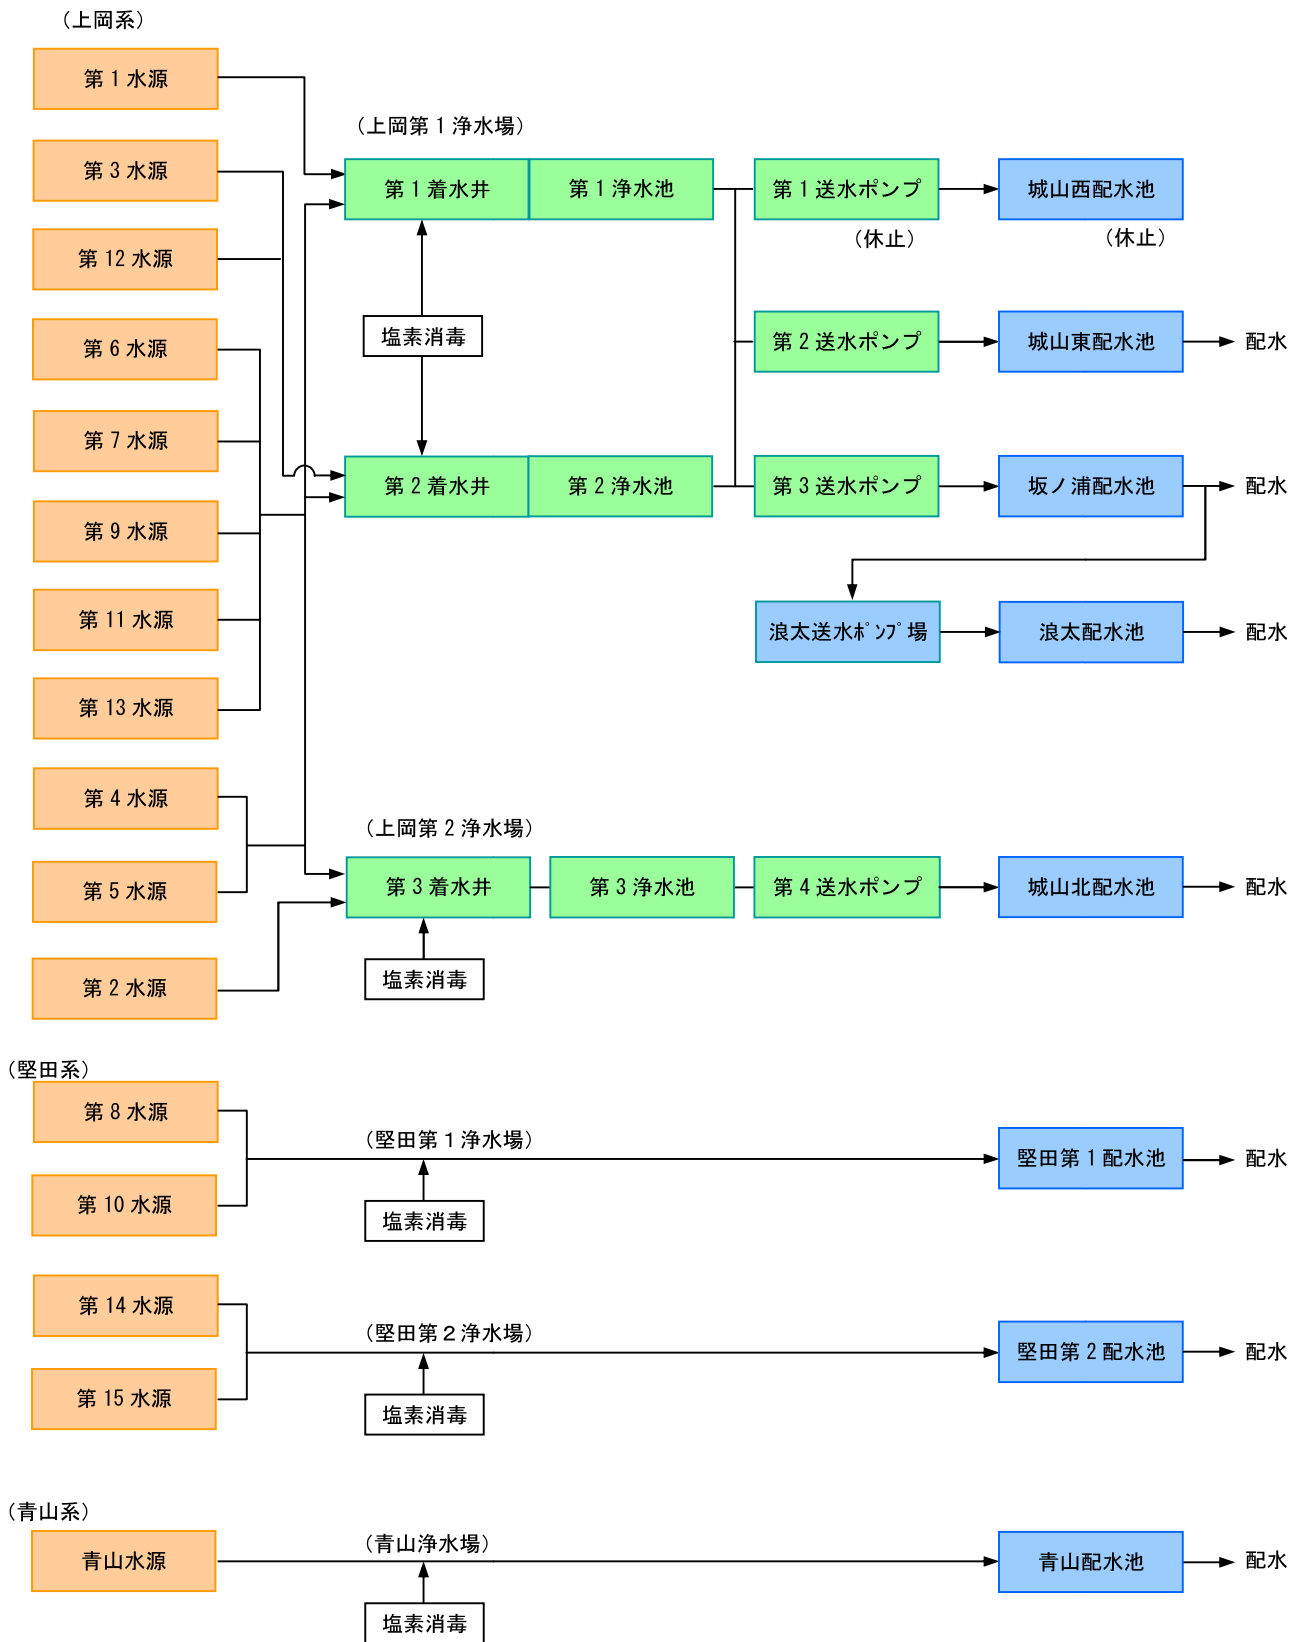 （上岡系）
第１水源
（上岡第１浄水場）
第３水源
第１着水井
第１浄水池
第１送水ポンプ
城山西配水池
（休止）
（休止）
第12水源
塩素消毒
第６水源
第２送水ポンプ
城山東配水池
配水
第７水源
第２着水井
第２浄水池
第３送水ポンプ
坂ノ浦配水池
配水
第９水源
第11水源
浪太送水ﾎﾟﾝﾌﾟ場
浪太配水池
配水
第13水源
第４水源
（上岡第２浄水場）
第５水源
第３着水井
第３浄水池
第４送水ポンプ
城山北配水池
配水
塩素消毒
第２水源
（堅田系）
第８水源
（堅田第１浄水場）
堅田第１配水池
配水
第10水源
塩素消毒
第14水源
（堅田第２浄水場）
堅田第２配水池
配水
第15水源
塩素消毒
（青山系）
青山水源
（青山浄水場）
青山配水池
配水
塩素消毒